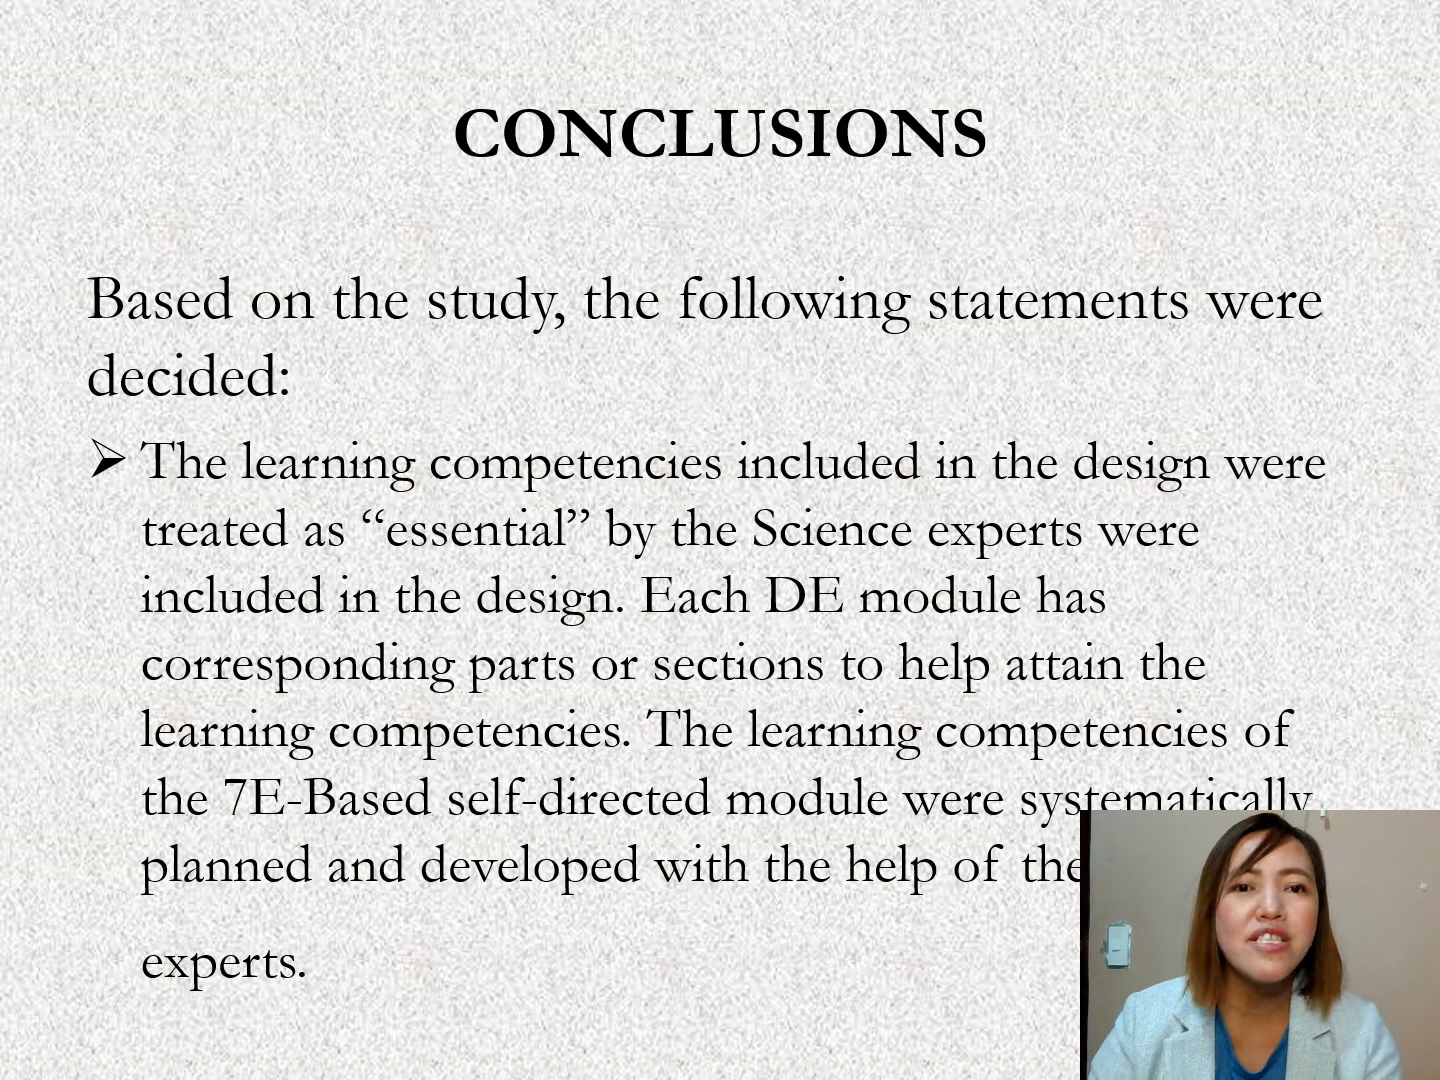 CONCLUSIONS
Based on the study, the following statements were
decided:
➢ The learning competencies included in the design were
treated as “essential” by the Science experts were
included in the design. Each DE module has
corresponding parts or sections to help attain the
learning competencies. The learning competencies of
the 7E-Based self-directed module were systematically
planned and developed with the help of the
experts.